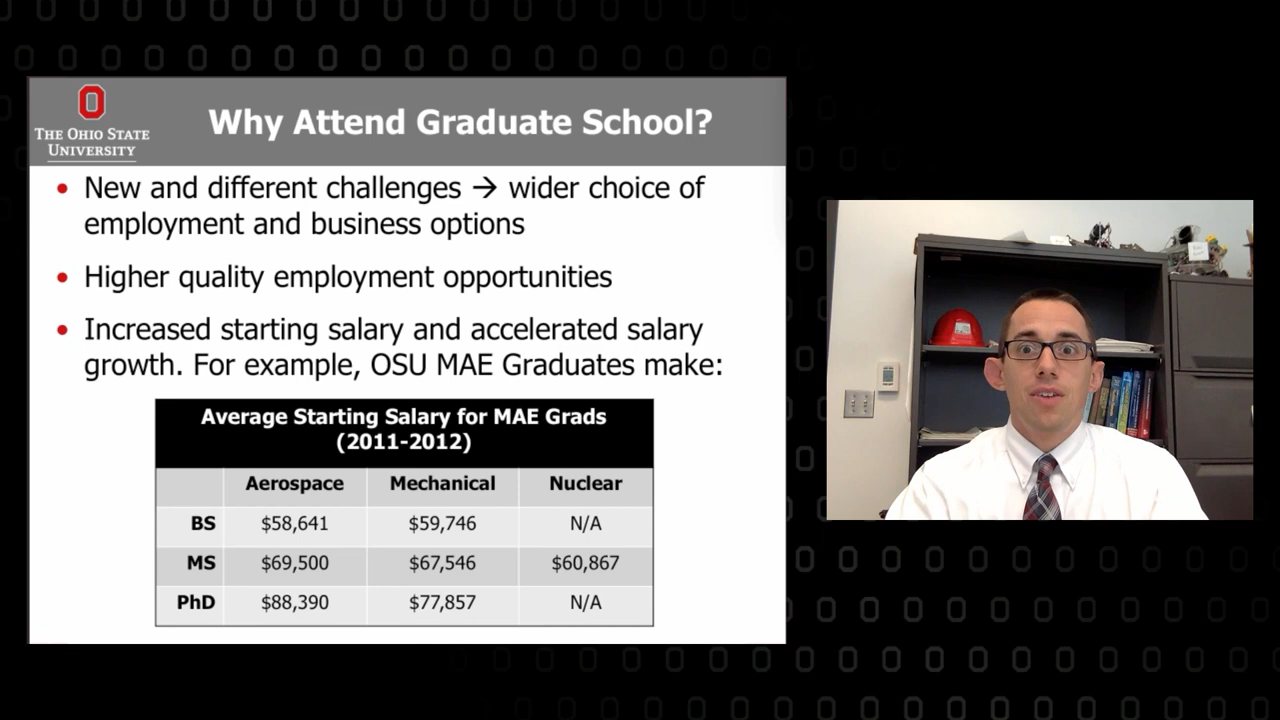 THE OHIO STATE
UNIVERSITY
Why Attend Graduate School?
• New and different challenges → wider choice of
employment and business options
• Higher quality employment opportunities
• Increased starting salary and accelerated salary
growth. For example, OSU MAE Graduates make:
Average Starting Salary for MAE Grads
(2011-2012)
Aerospace Mechanical Nuclear
BS $58,641 $59,746 N/A
MS $69,500 $67,546 $60,867
PhD $88,390 $77,857 N/A